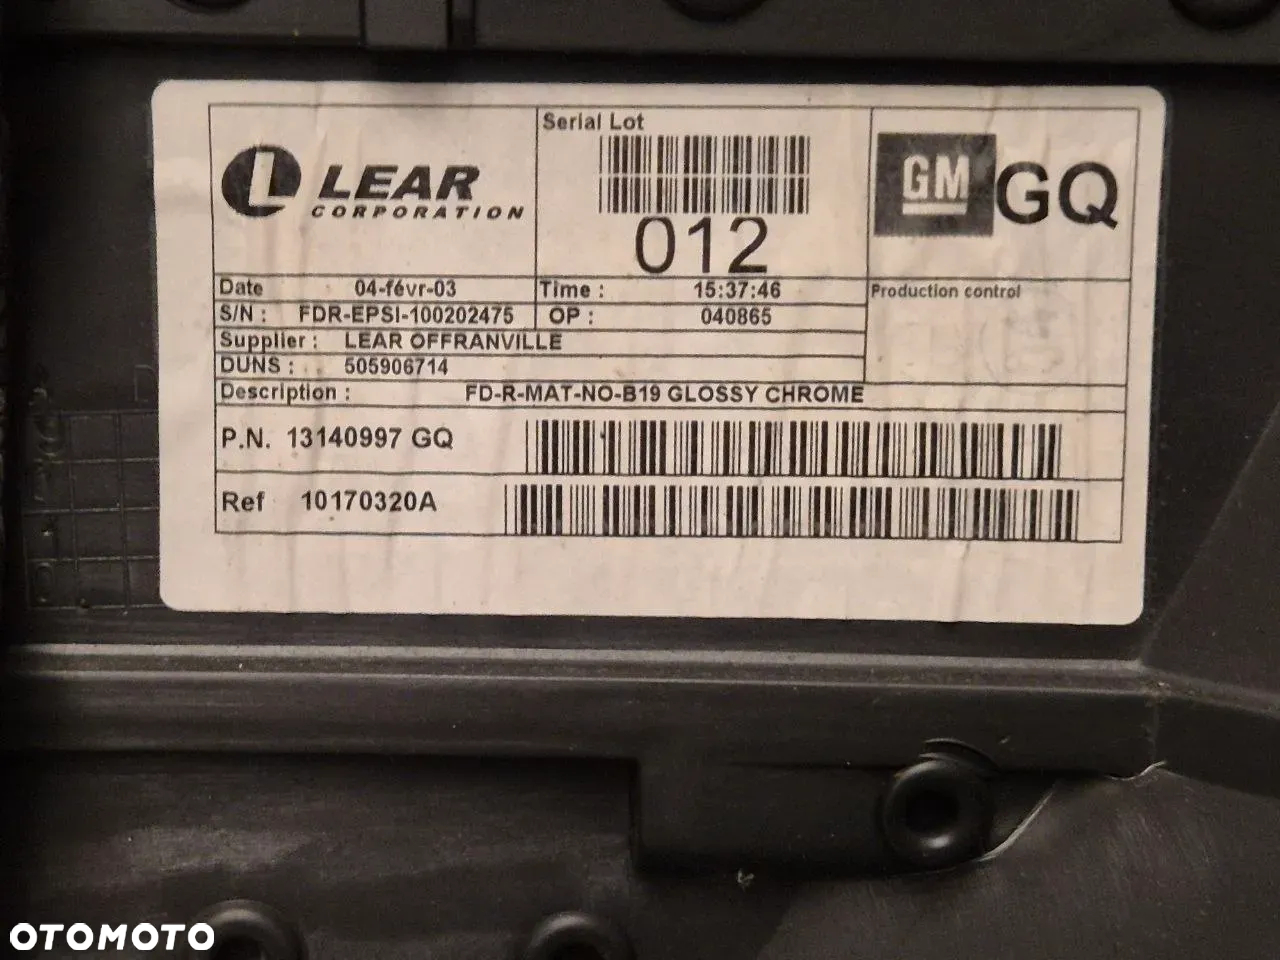 LEAR
CORPORATION
Serial Lot
012
GM GQ
Date 04-févr-03 Time : 15:37:46
Production control
S/N : FDR-EPSI-100202475 OP : 040865
Supplier : LEAR OFFRANVILLE
DUNS : 505906714
Description : FD-R-MAT-NO-B19 GLOSSY CHROME
P.N. 13140997 GQ
Ref 10170320A
OTOMOTO